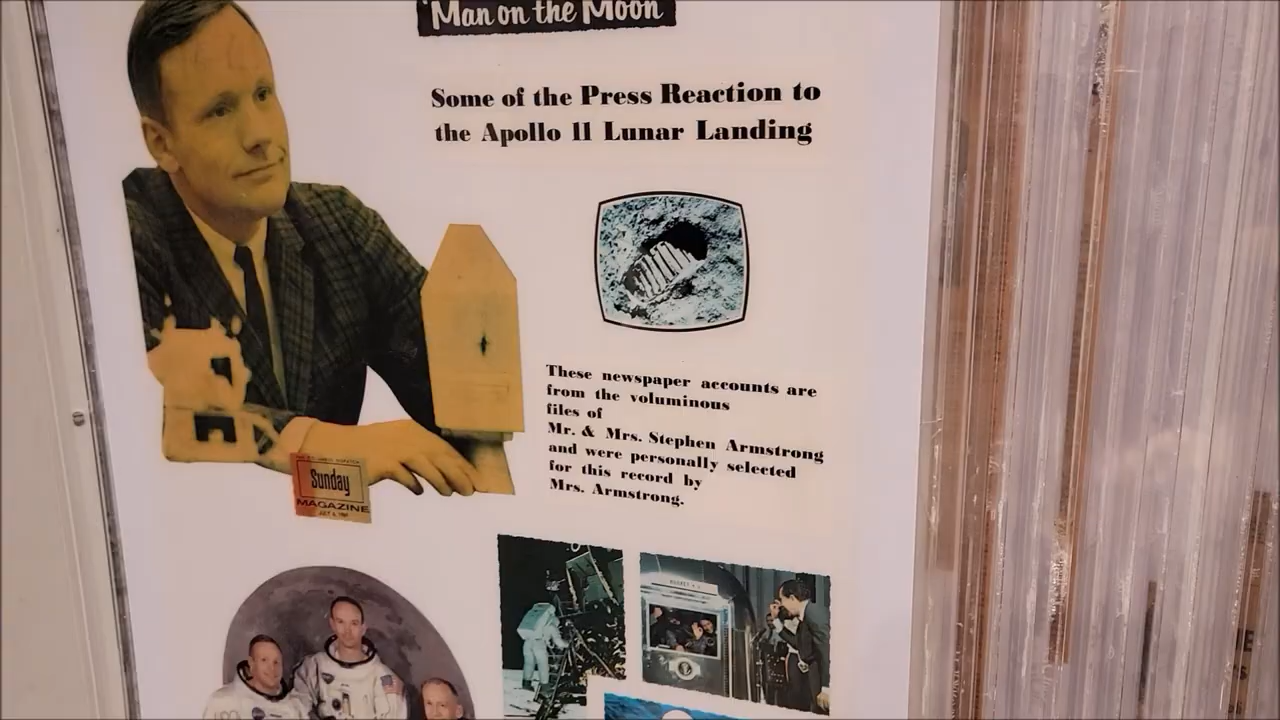 'Man on the Moon'
Some of the Press Reaction to
the Apollo 11 Lunar Landing
These newspaper accounts are
from the voluminous
files of
Mr. & Mrs. Stephen Armstrong
and were personally selected
for this record by
Mrs. Armstrong.
Sunday
MAGAZINE